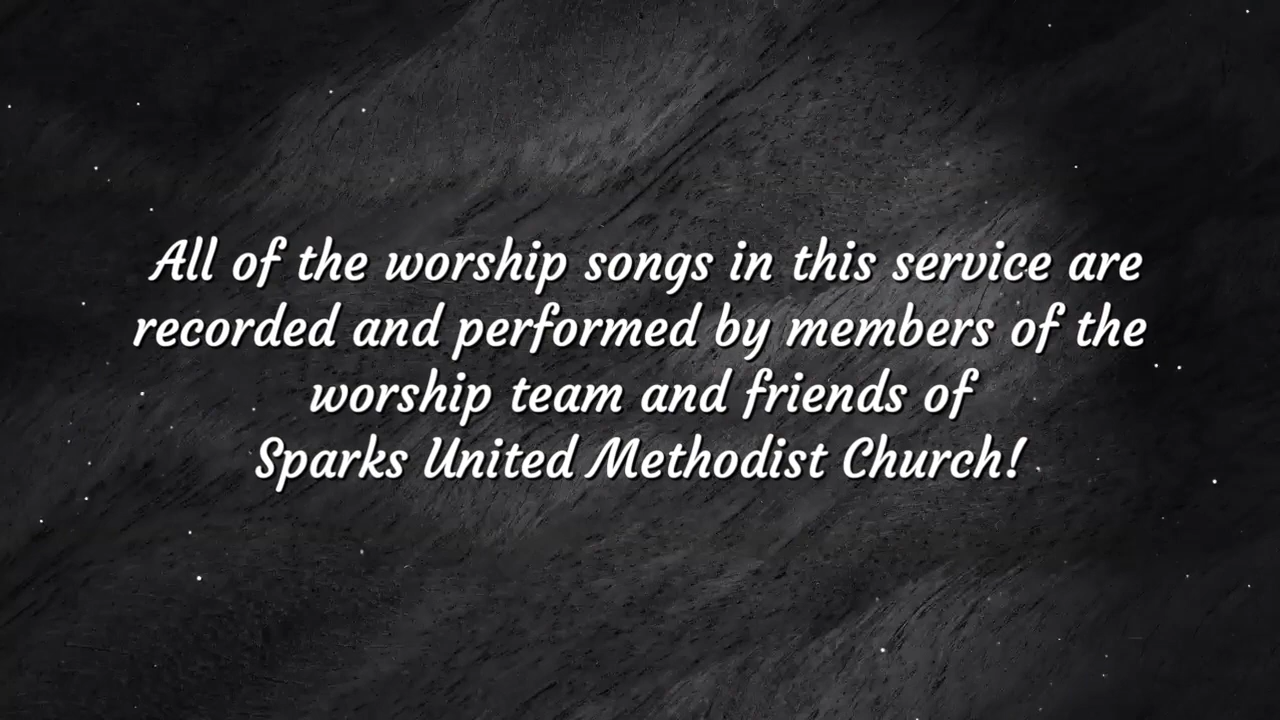 All of the worship songs in this service are
recorded and performed by members of the
worship team and friends of
Sparks United Methodist Church!